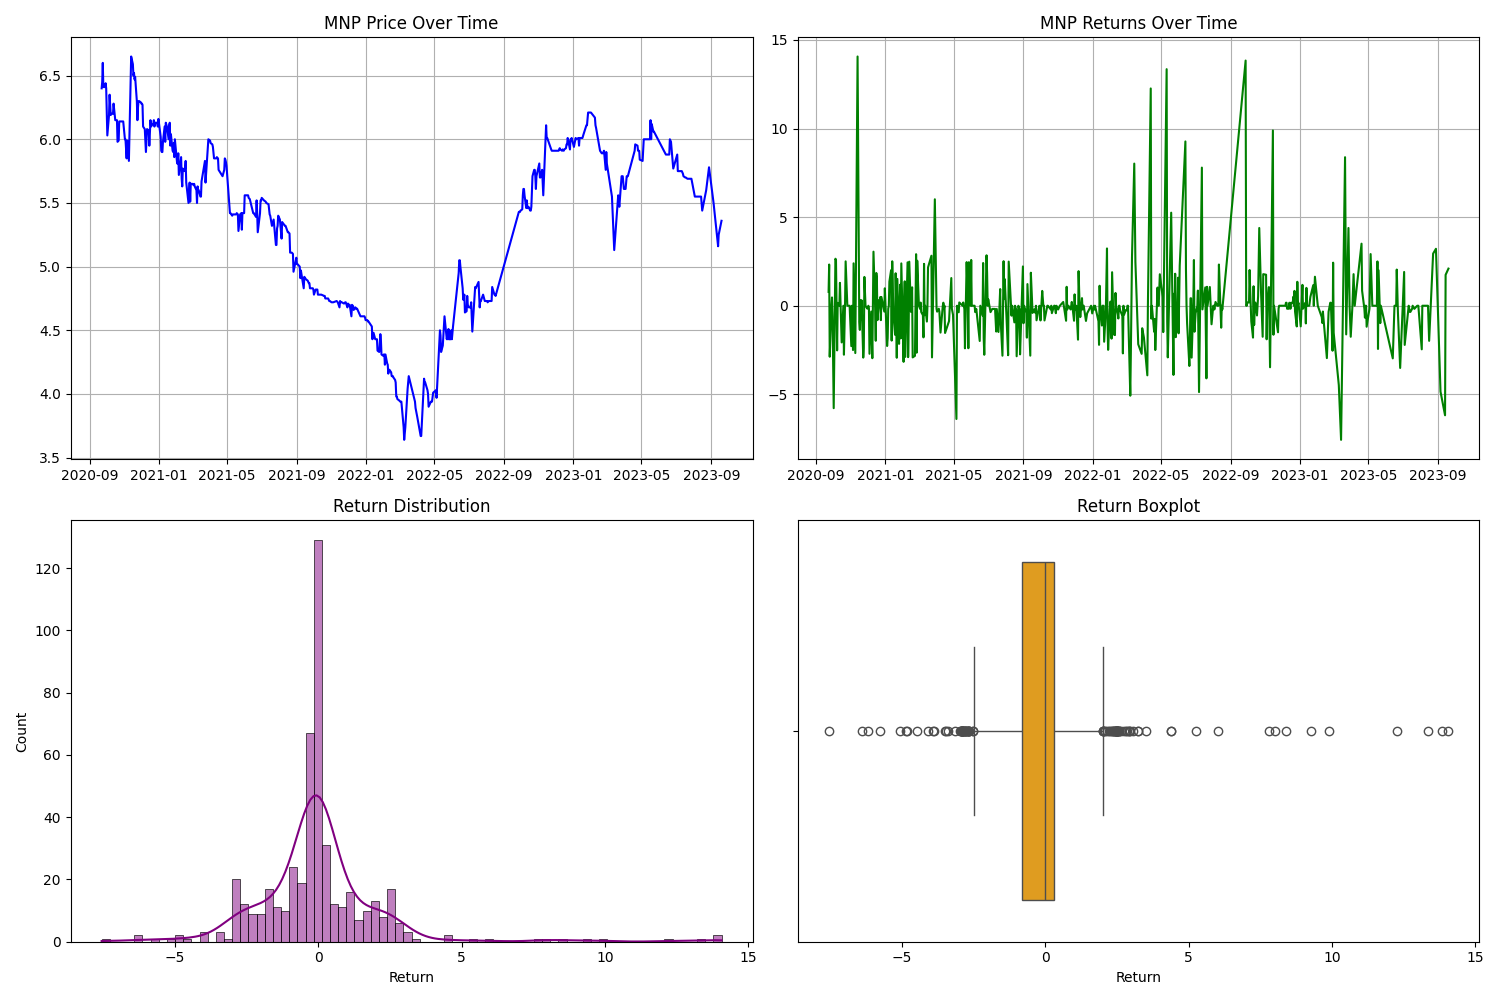 MNP Price Over Time
6.5
6.0
5.5
5.0
4.5
4.0
3.5
2020-09 2021-01 2021-05 2021-09 2022-01 2022-05 2022-09 2023-01 2023-05 2023-09
MNP Returns Over Time
15
10
5
0
−5
2020-09 2021-01 2021-05 2021-09 2022-01 2022-05 2022-09 2023-01 2023-05 2023-09
Return Distribution
Count
120
100
80
60
40
20
0
−5 0 5 10 15
Return
Return Boxplot
−5 0 5 10 15
Return